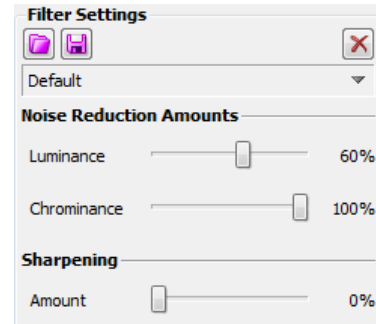 Filter Settings
Default
Noise Reduction Amounts
Luminance 60%
Chrominance 100%
Sharpening
Amount 0%